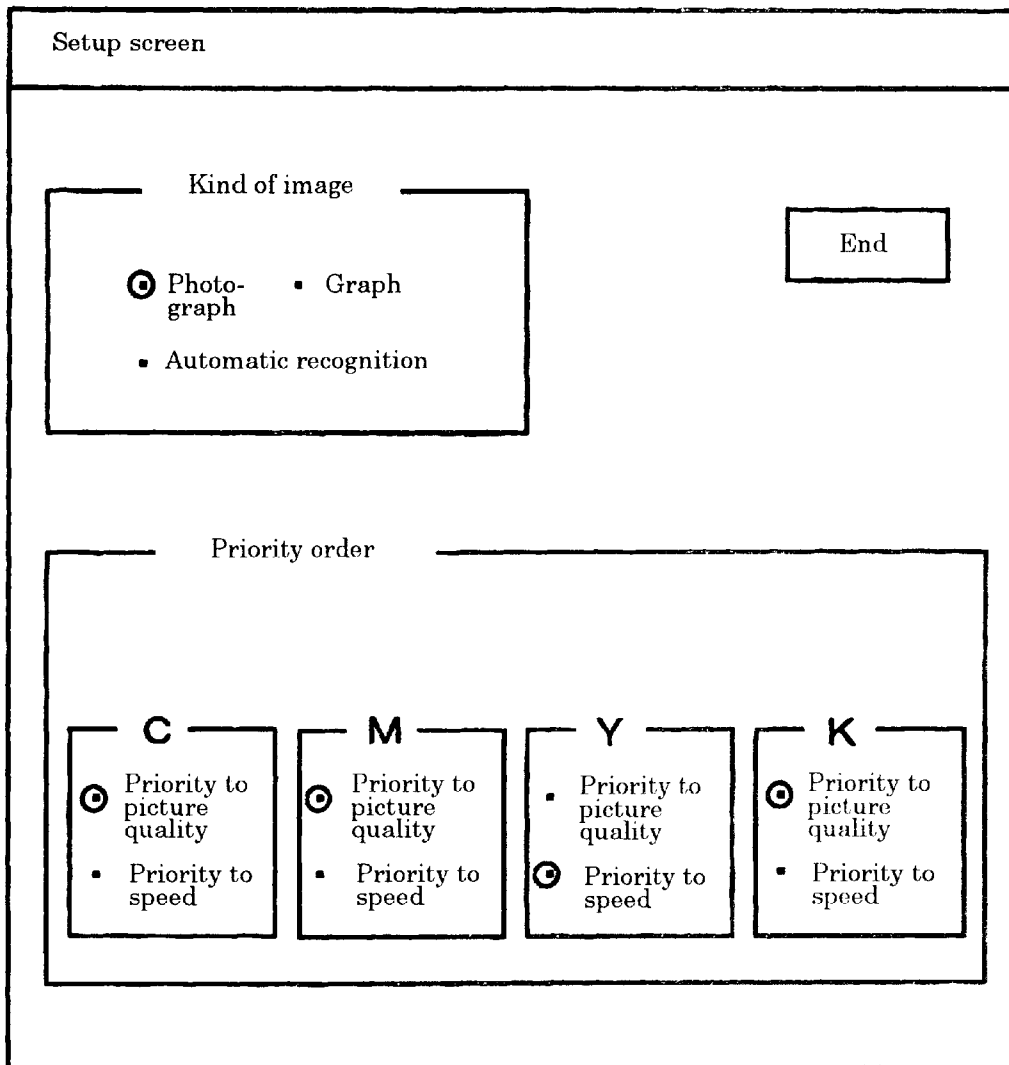 Setup screen
Kind of image
End
Photo-
graph
Graph
Automatic recognition
Priority order
C
Priority to
picture
quality
Priority to
speed
M
Priority to
picture
quality
Priority to
speed
Y
Priority to
picture
quality
Priority to
speed
K
Priority to
picture
quality
Priority to
speed